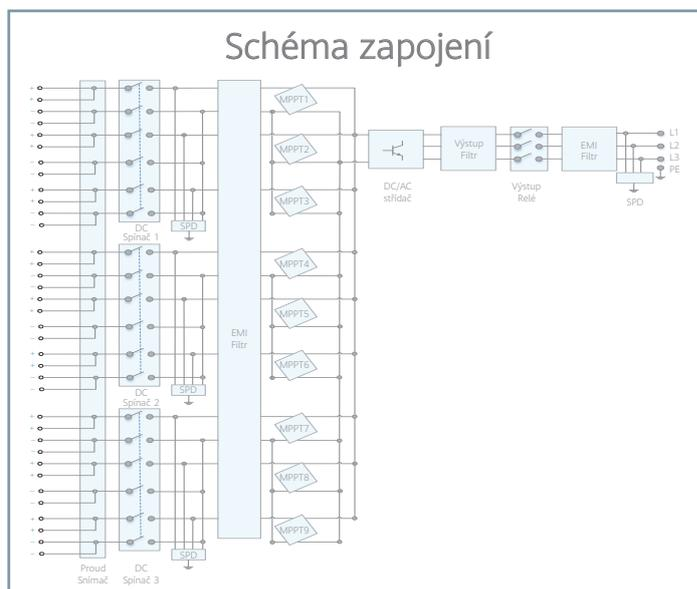 Schéma zapojení
MPPT1
MPPT2
MPPT3
DC
Spínač 1
SPD
MPPT4
MPPT5
MPPT6
EMI
Filtr
DC
Spínač 2
SPD
MPPT7
MPPT8
MPPT9
SPD
Proud
Snímač
DC
Spínač 3
DC/AC
střídač
Výstup
Filtr
Výstup
Relé
EMI
Filtr
L1
L2
L3
PE
SPD